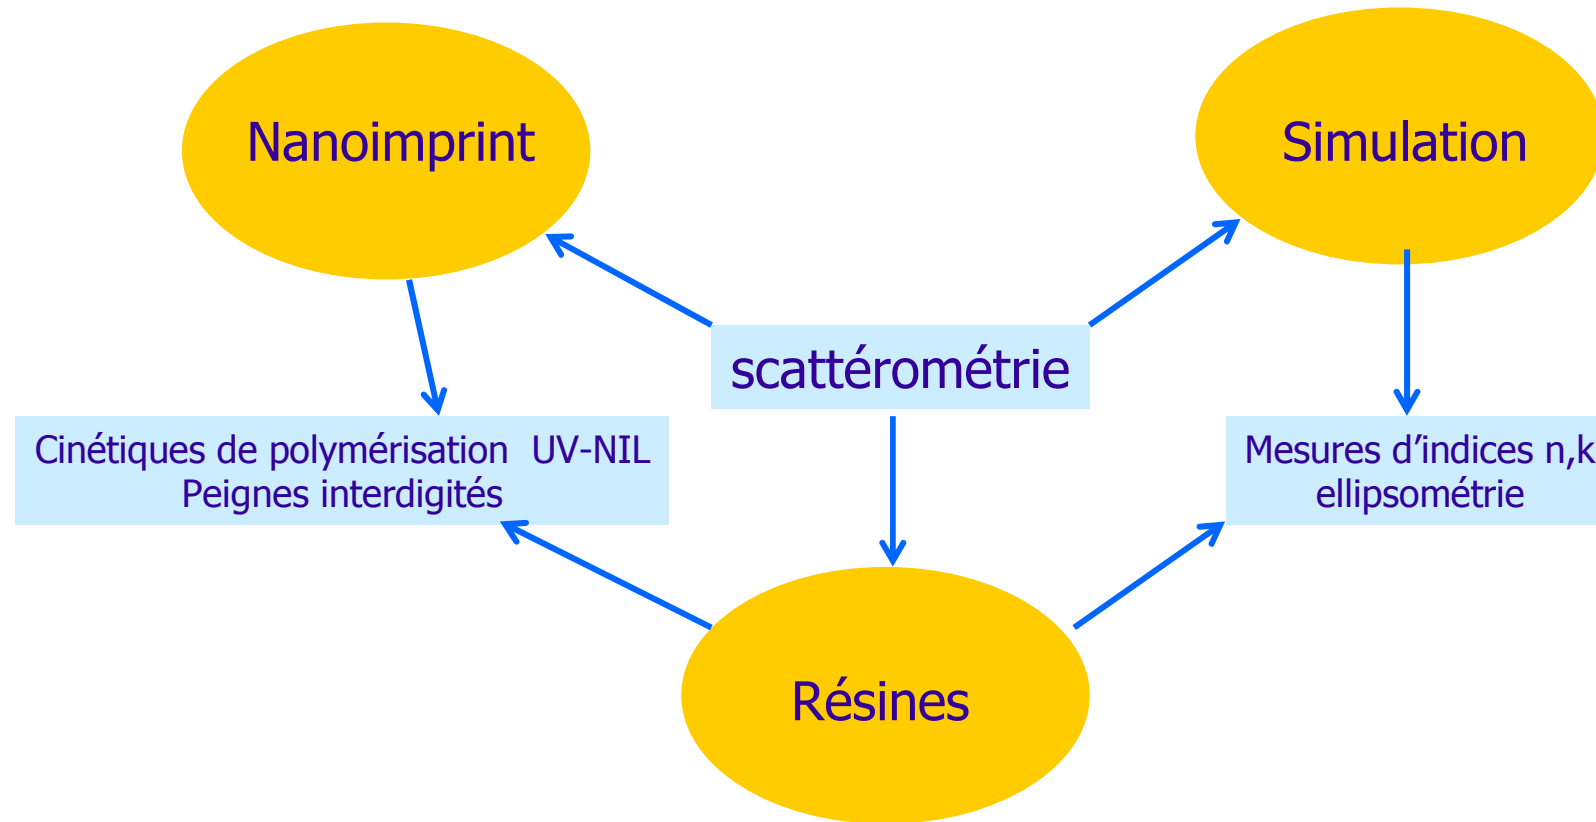 Nanoimprint
Simulation
scattérométrie
Cinétiques de polymérisation  UV-NIL
Peignes interdigités
Mesures d’indices n,k
ellipsométrie
Résines